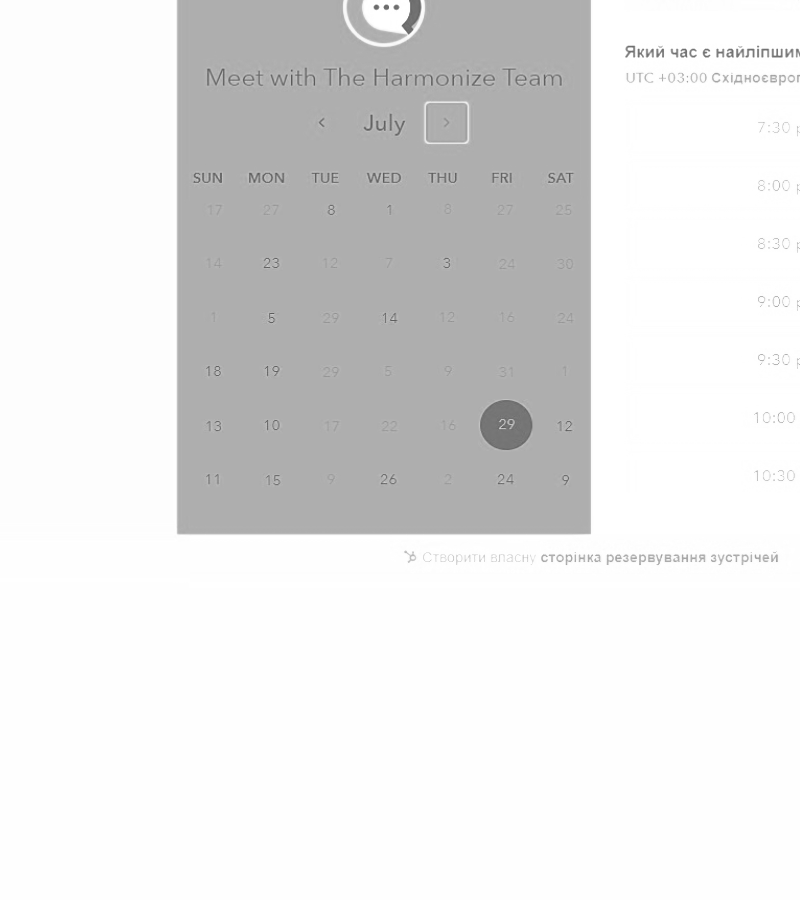 Meet with The Harmonize Team
July
SUN MON TUE WED THU FRI SAT
17 27 8 1 8 27 25
14 23 12 7 3 24 30
1 5 29 14 12 16 24
18 19 29 5 9 31 1
13 10 17 22 16 29 12
11 15 9 26 2 24 9
Який час є найліпшим
UTC +03:00 Східноєвроп
7:30 p
8:00 p
8:30 p
9:00 p
9:30 p
10:00
10:30
Створити власну сторінка резервування зустрічей